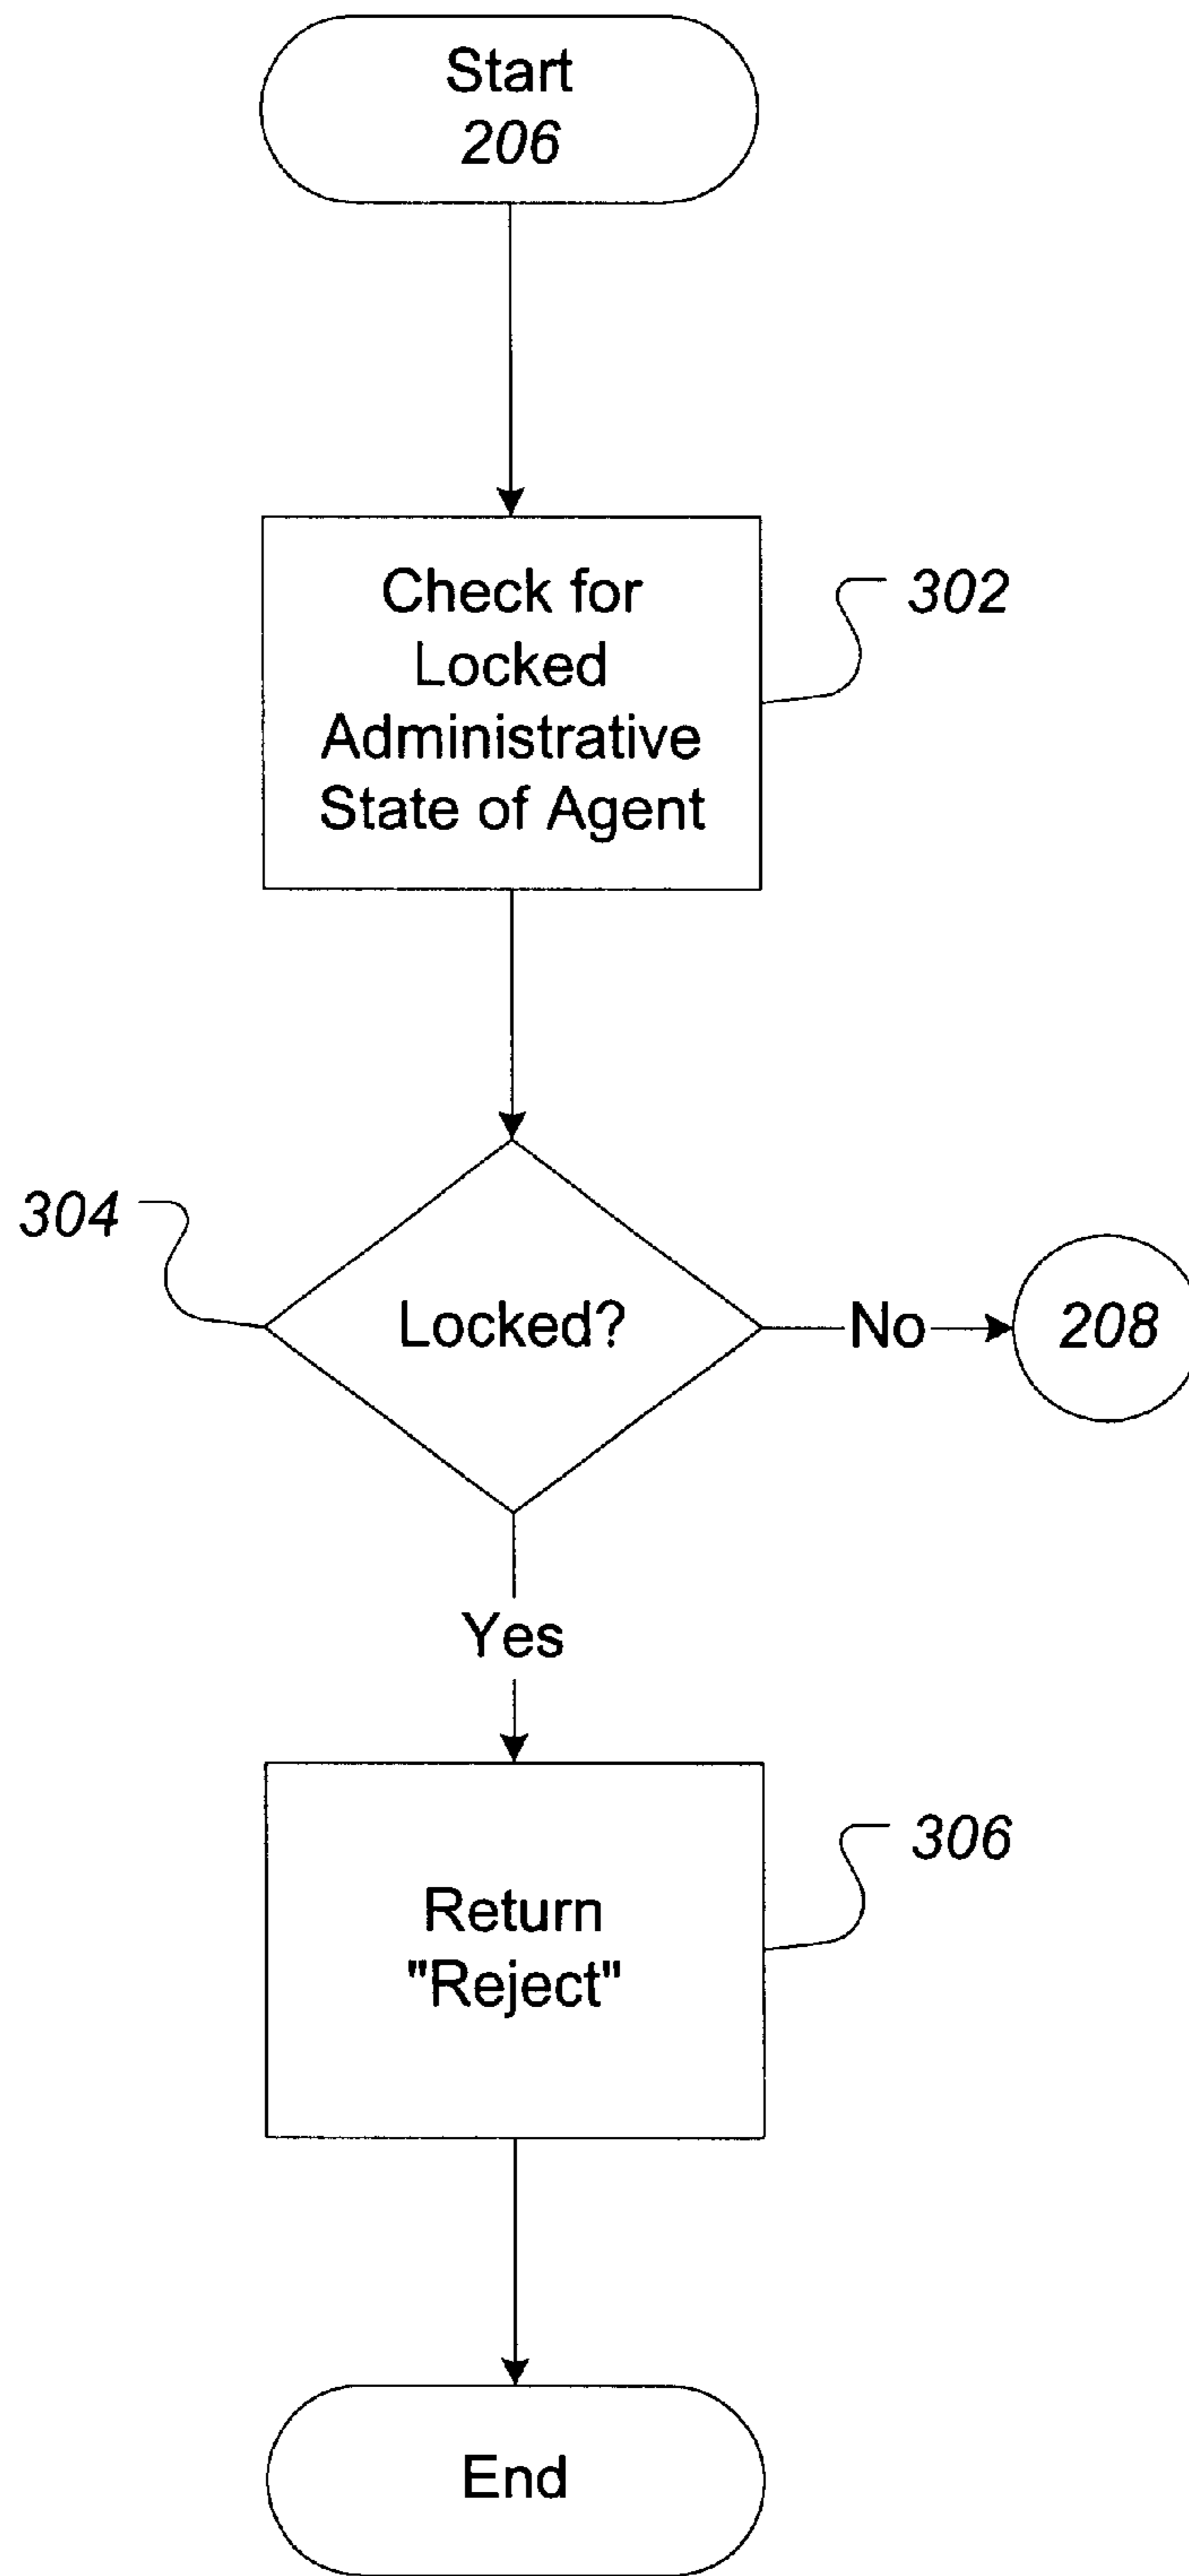 Start
206
Check for
Locked
Administrative
State of Agent
302
304
Locked?
No
208
Yes
Return
"Reject"
306
End